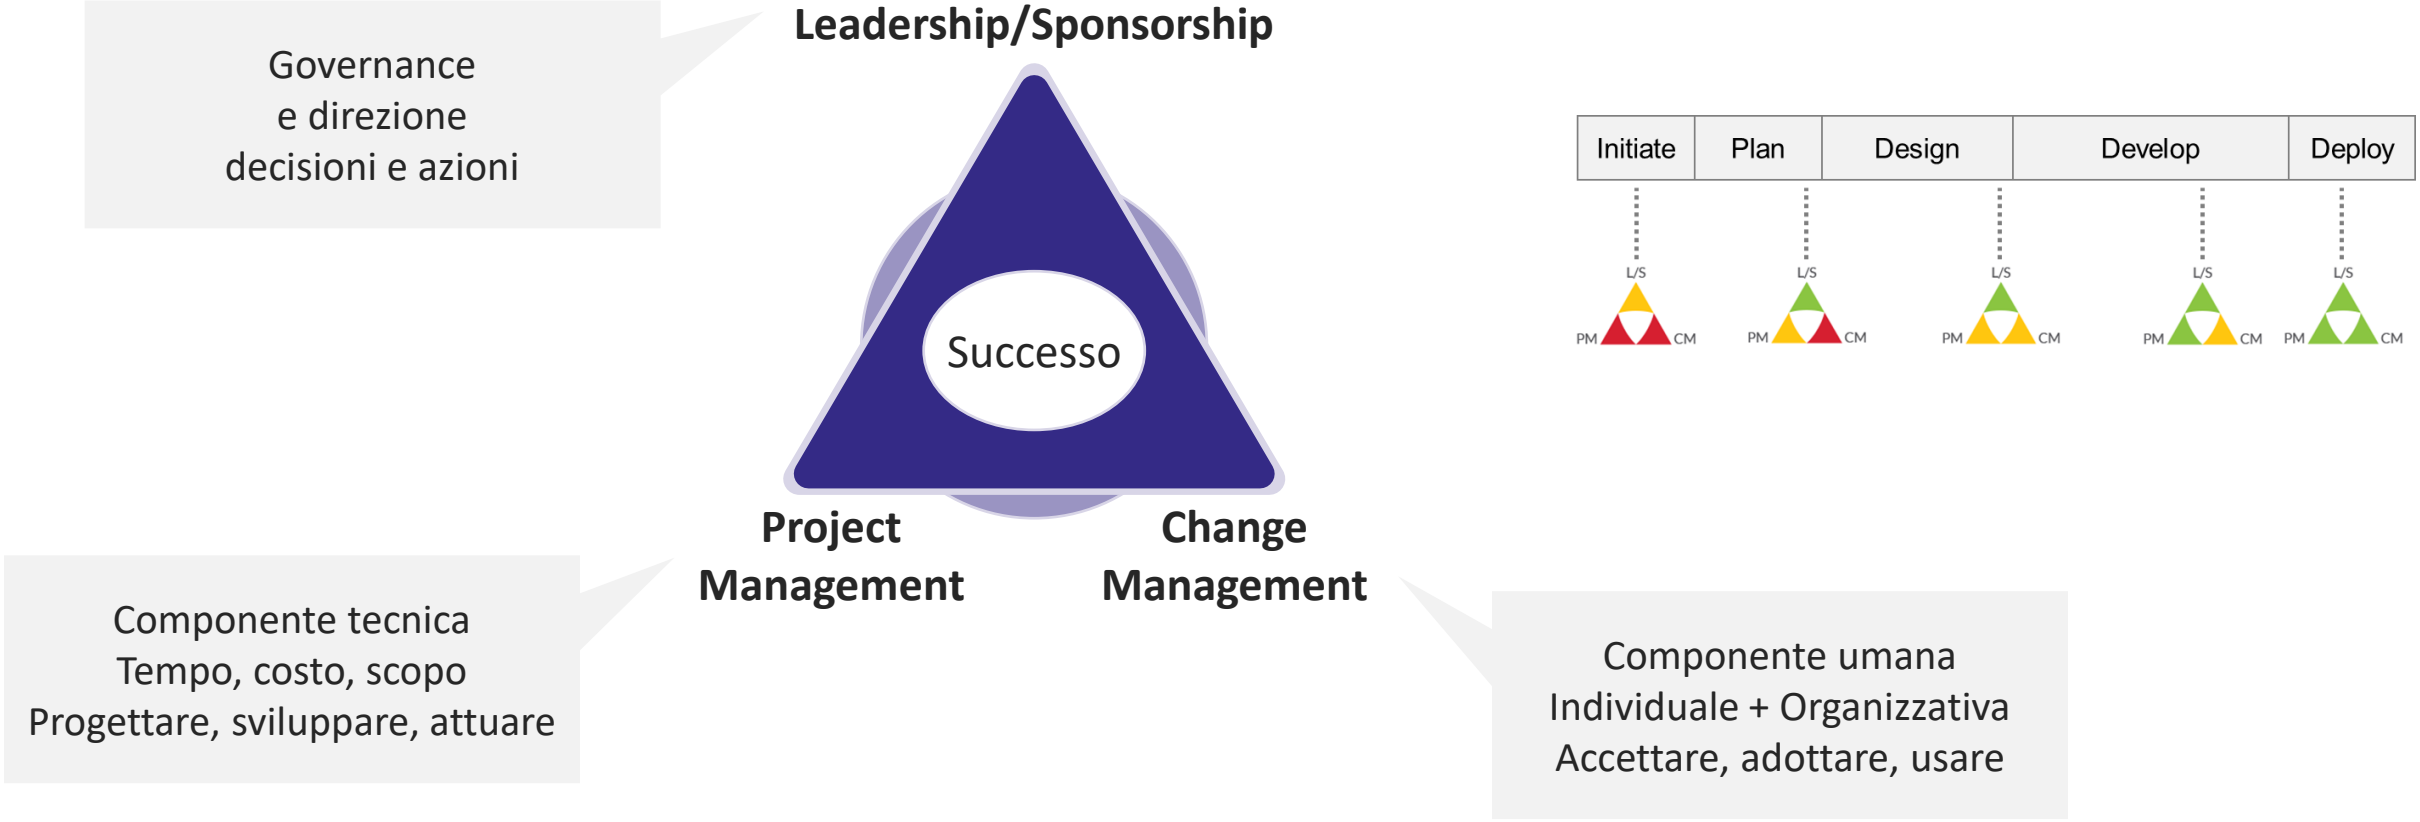 Leadership/Sponsorship
Governance
e direzione
decisioni e azioni
Successo
Project
Management
Change
Management
Componente tecnica
Tempo, costo, scopo
Progettare, sviluppare, attuare
Componente umana
Individuale + Organizzativa
Accettare, adottare, usare
Initiate Plan Design Develop Deploy
L/S L/S L/S L/S L/S
PM CM PM CM PM CM PM CM PM CM